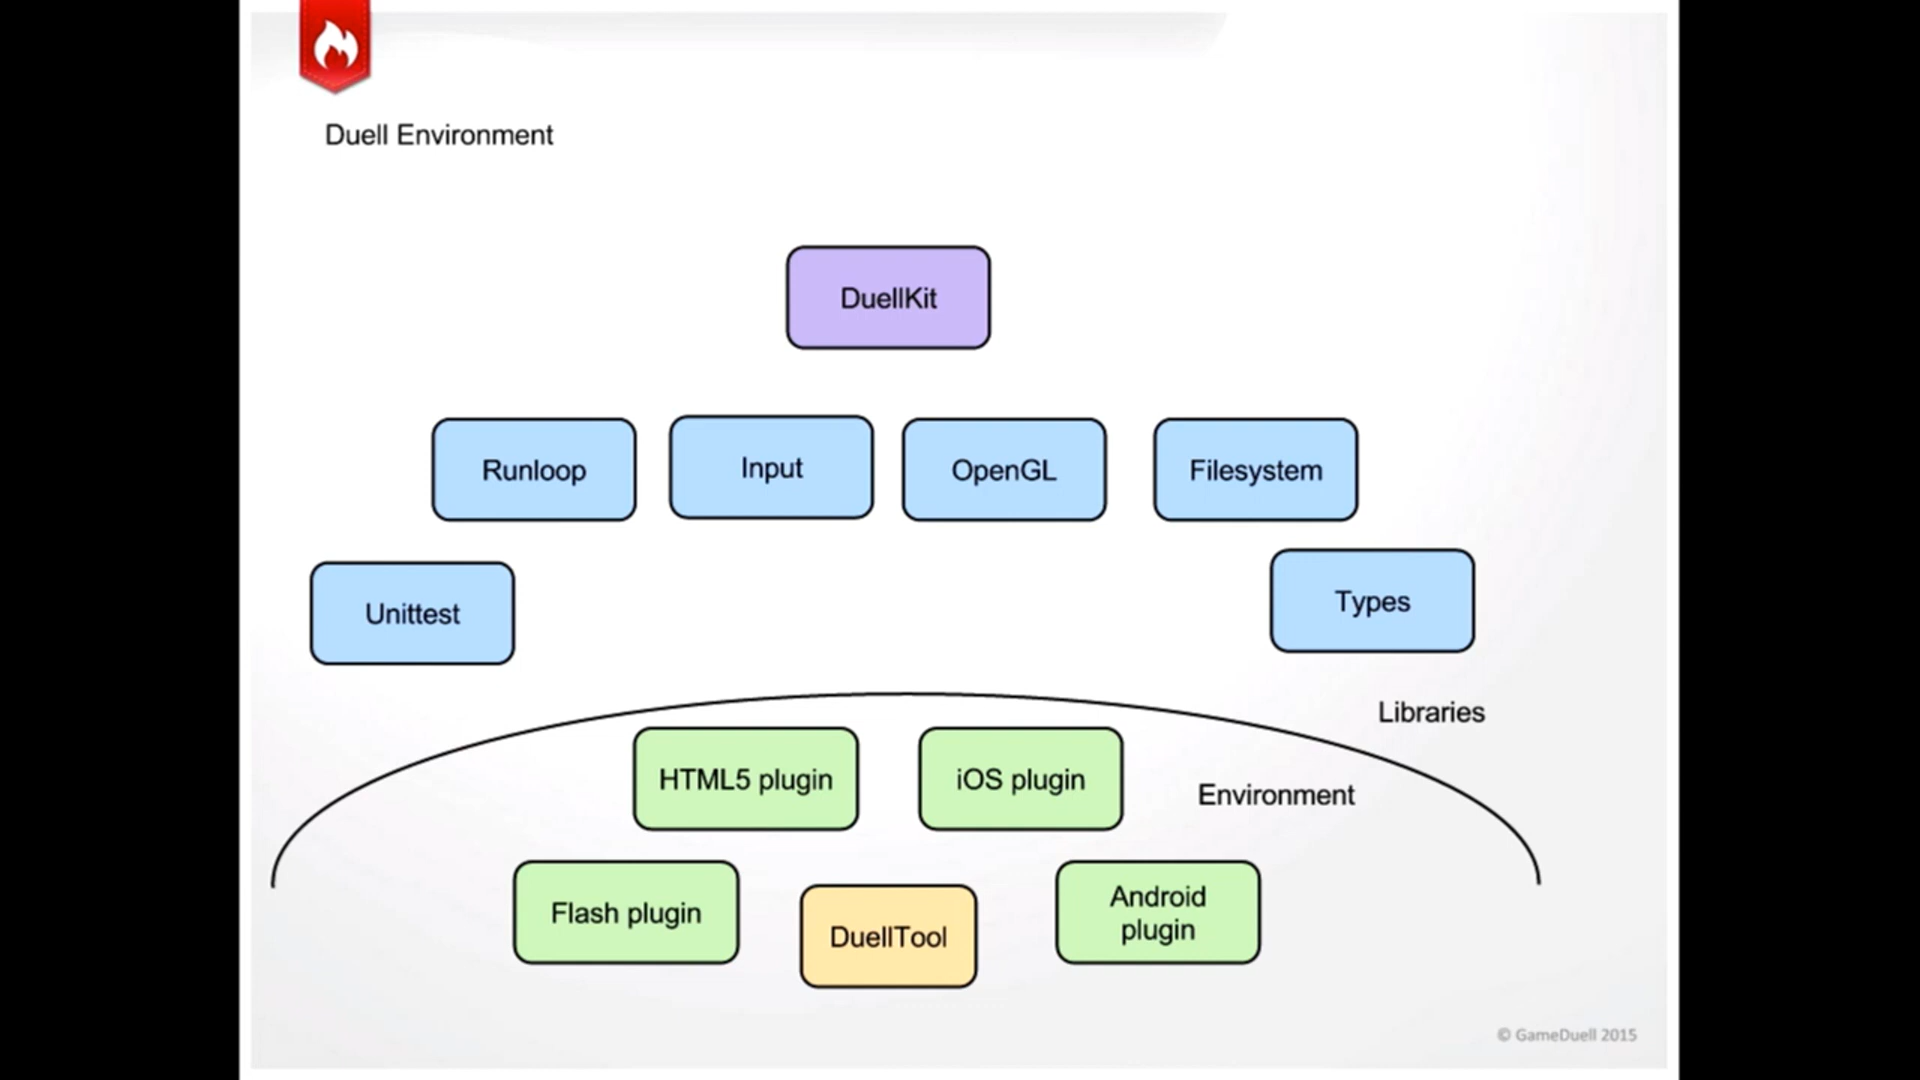 Duell Environment
DuellKit
Runloop
Input
OpenGL
Filesystem
Unittest
Types
Libraries
HTML5 plugin
iOS plugin
Environment
Flash plugin
DuellTool
Android
plugin
© GameDuell 2015